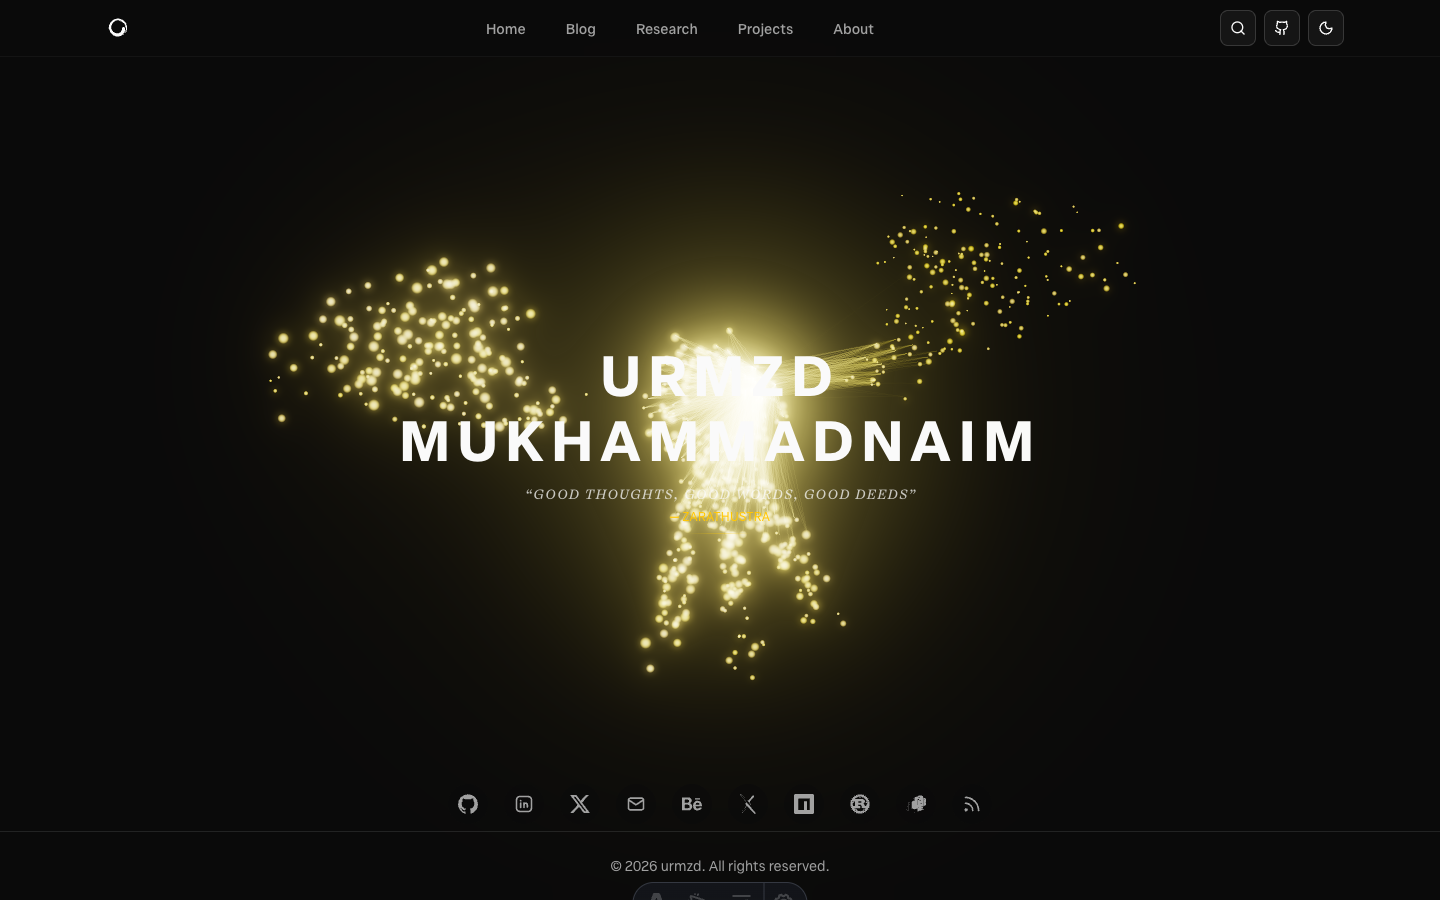 Home Blog Research Projects About
URMZD
MUKHAMMADNAIM
“GOOD THOUGHTS, GOOD WORDS, GOOD DEEDS”
ZARATHUSTRA
Bē
© 2026 urmzd. All rights reserved.